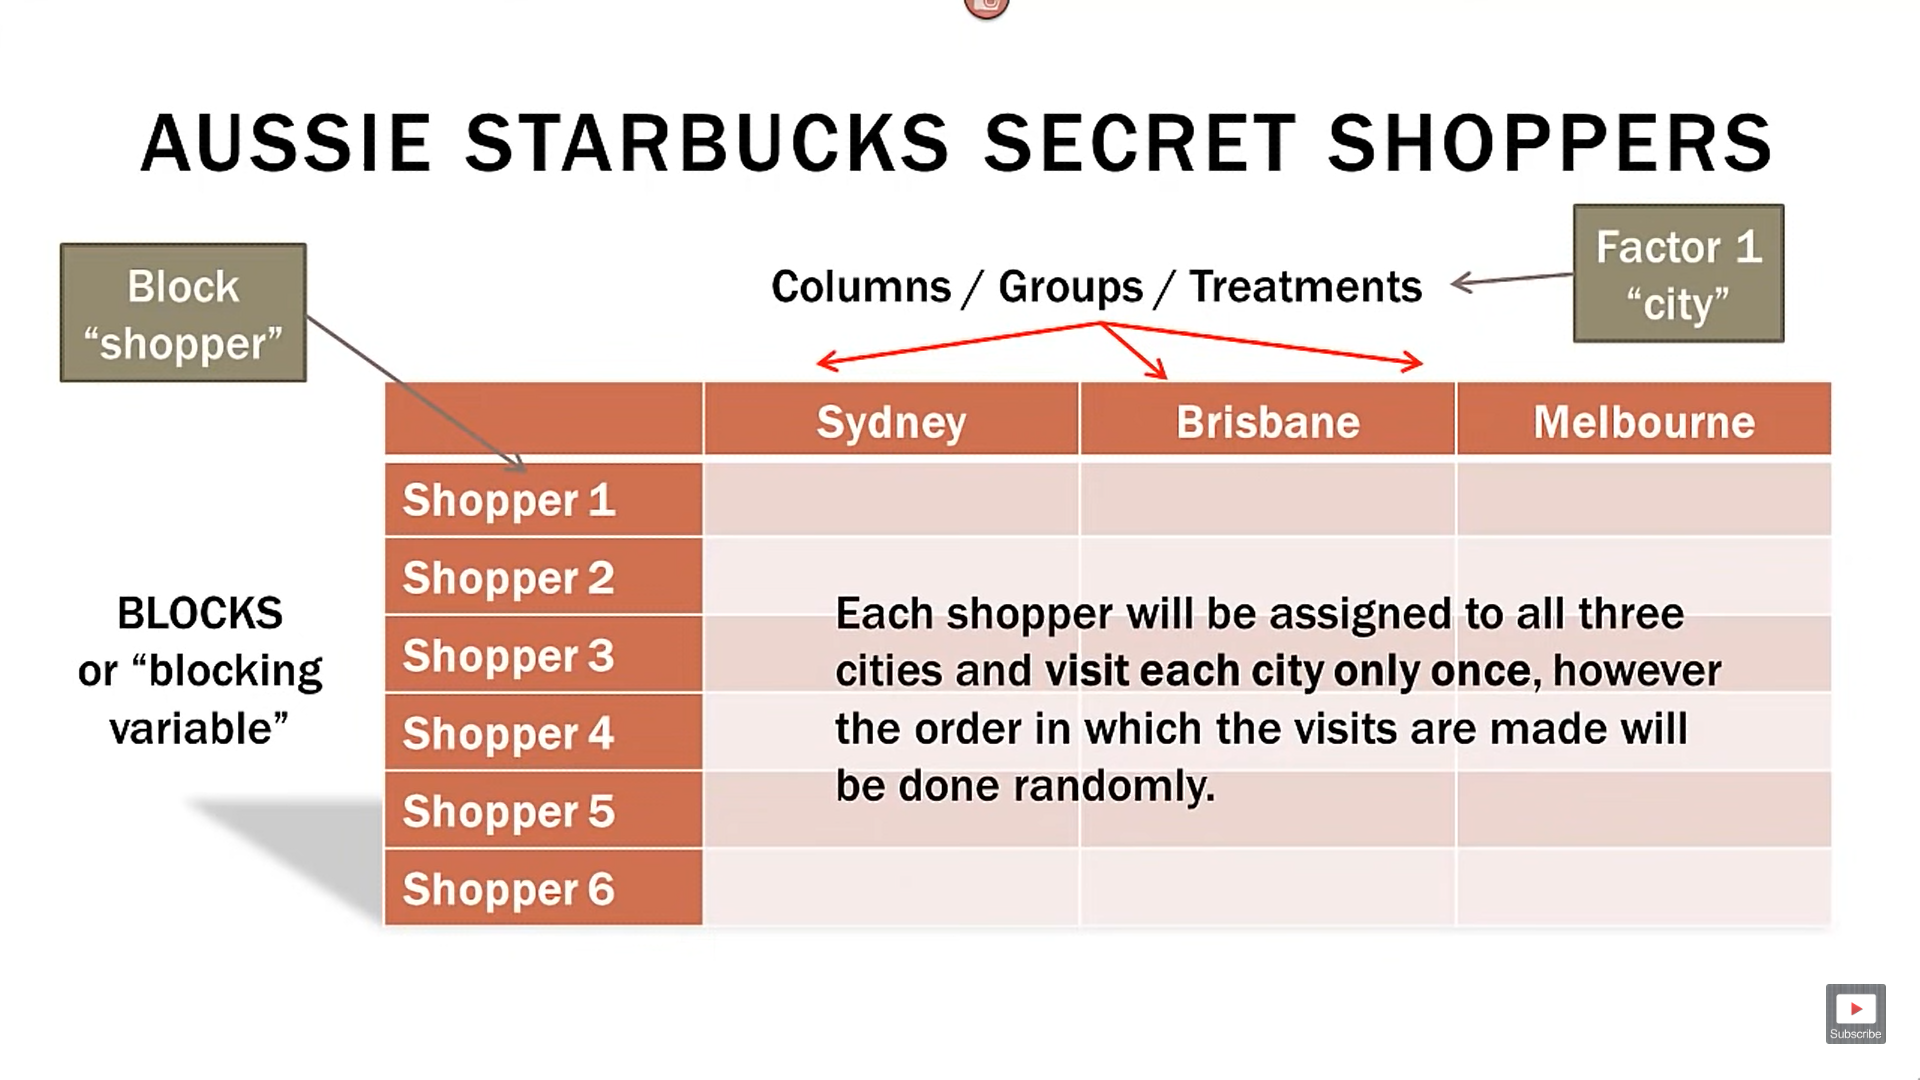 AUSSIE STARBUCKS SECRET SHOPPERS
Block
“shopper”
Columns / Groups / Treatments
Factor 1
“city”
Sydney Brisbane Melbourne
Shopper 1
Shopper 2
Shopper 3
Shopper 4
Shopper 5
Shopper 6
BLOCKS
or “blocking
variable”
Each shopper will be assigned to all three
cities and visit each city only once, however
the order in which the visits are made will
be done randomly.
Subscribe